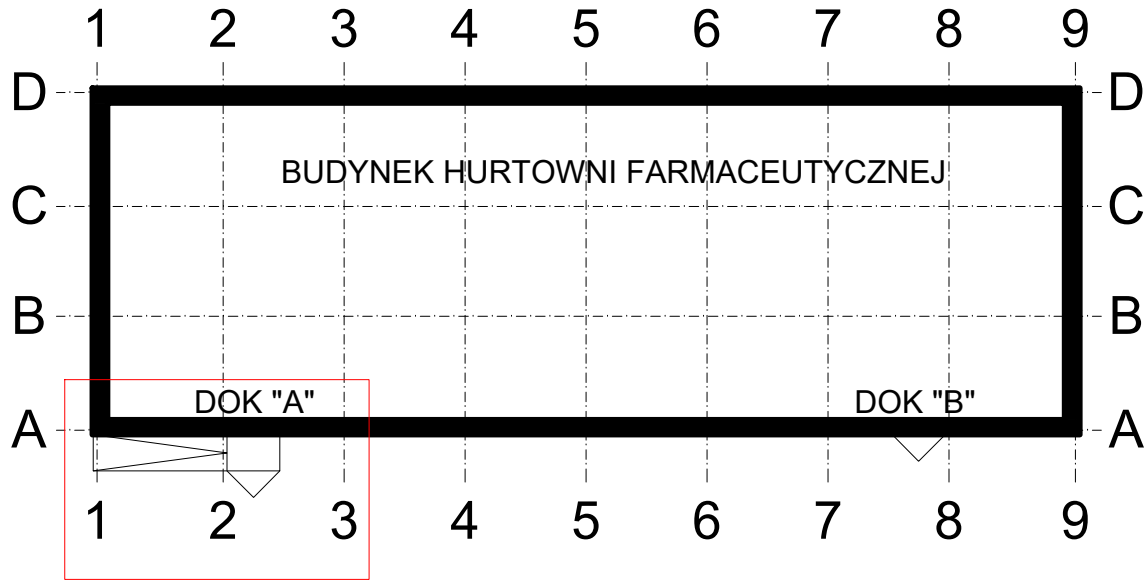 1 2 3 4 5 6 7 8 9
D D
BUDYNEK HURTOWNI FARMACEUTYCZNEJ
C C
B B
DOK "A" DOK "B"
A A
1 2 3 4 5 6 7 8 9